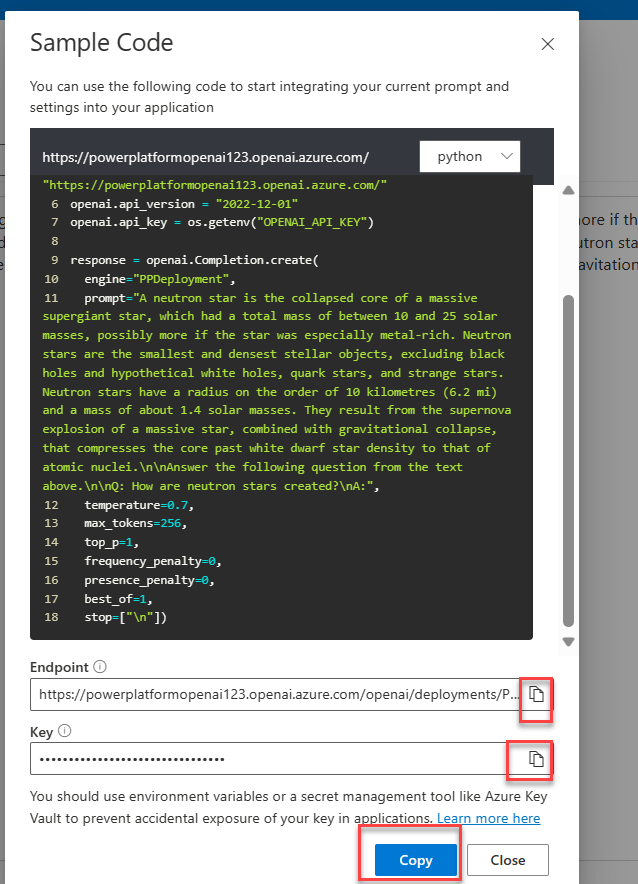 Sample Code
You can use the following code to start integrating your current prompt and
settings into your application
https://powerplatformopenai123.openai.azure.com/
python
"https://powerplatformopenai123.openai.azure.com/"
6 openai.api_version = "2022-12-01"
7 openai.api_key = os.getenv("OPENAI_API_KEY")
8
9 response = openai.Completion.create(
10 engine="PPDeployment",
11 prompt="A neutron star is the collapsed core of a massive
supergiant star, which had a total mass of between 10 and 25 solar
masses, possibly more if the star was especially metal-rich. Neutron
stars are the smallest and densest stellar objects, excluding black
holes and hypothetical white holes, quark stars, and strange stars.
Neutron stars have a radius on the order of 10 kilometres (6.2 mi)
and a mass of about 1.4 solar masses. They result from the supernova
explosion of a massive star, combined with gravitational collapse,
that compresses the core past white dwarf star density to that of
atomic nuclei.\n\nAnswer the following question from the text
above.\n\nQ: How are neutron stars created?\nA:",
12 temperature=0.7,
13 max_tokens=256,
14 top_p=1,
15 frequency_penalty=0,
16 presence_penalty=0,
17 best_of=1,
18 stop=["\n"])
ore if th
utron sta
avitation
Endpoint
https://powerplatformopenai123.openai.azure.com/openai/deployments/P...
Key
You should use environment variables or a secret management tool like Azure Key
Vault to prevent accidental exposure of your key in applications. Learn more here
Copy
Close